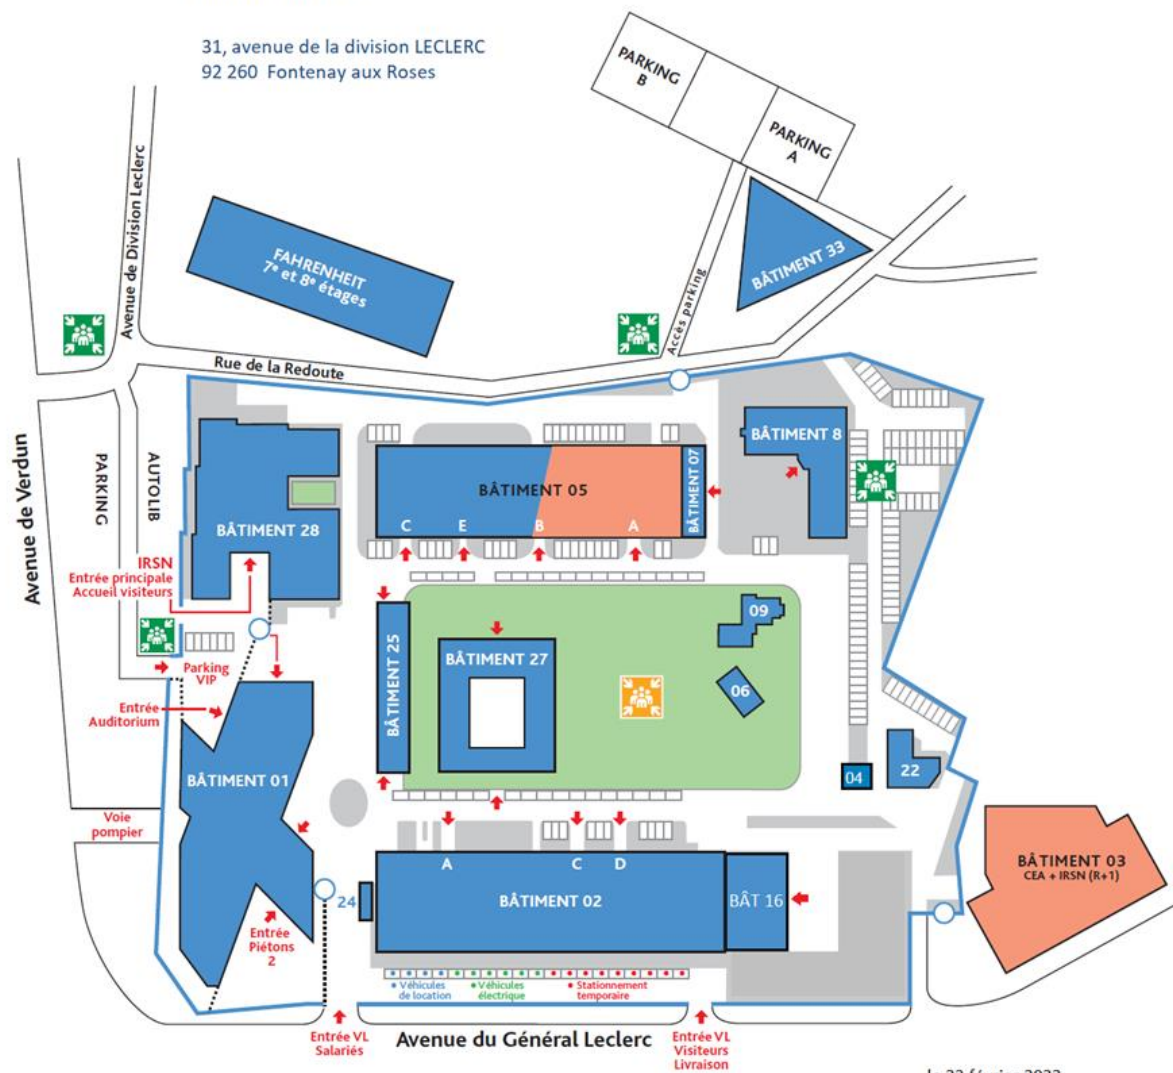 31, avenue de la division LECLERC
92 260 Fontenay aux Roses
PARKING
B
PARKING
A
Avenue de Division Leclerc
FAHRENHEIT
7e et 8e étages
BÂTIMENT 33
Accès parking
Rue de la Redoute
Avenue de Verdun
PARKING
AUTOLIB
BÂTIMENT 28
BÂTIMENT 05
C
E
B
A
BÂTIMENT 07
BÂTIMENT 8
IRSN
Entrée principale
Accueil visiteurs
Parking
VIP
Entrée
Auditorium
BÂTIMENT 25
BÂTIMENT 27
09
06
BÂTIMENT 01
04
22
Voie
pompier
A
C
D
BÂTIMENT 03
CEA + IRSN (R+1)
24
BÂTIMENT 02
BÂT 16
Entrée
Piétons
2
Véhicules
de location
Véhicules
électrique
Stationnement
temporaire
Entrée VL
Salariés
Avenue du Général Leclerc
Entrée VL
Visiteurs
Livraison